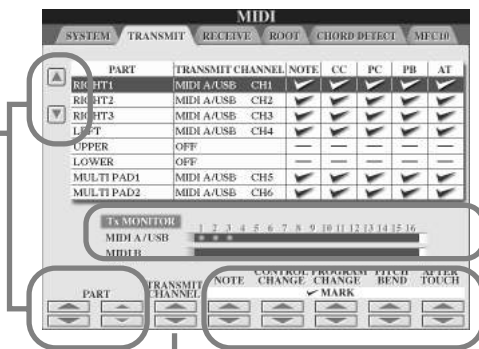 MIDI
SYSTEM TRANSMIT RECEIVE ROOT CHORD DETECT MFC10
PART TRANSMIT CHANNEL NOTE CC PC PB AT
RIGHT1 MIDI A/USB CH1
RIGHT2 MIDI A/USB CH2
RIGHT3 MIDI A/USB CH3
LEFT MIDI A/USB CH4
UPPER OFF — — — — —
LOWER OFF — — — — —
MULTI PAD1 MIDI A/USB CH5
MULTI PAD2 MIDI A/USB CH6
Tx MONITOR 1 2 3 4 5 6 7 8 9 10 11 12 13 14 15 16
MIDI A/USB
MIDI B
PART TRANSMIT CHANNEL NOTE CONTROL CHANGE PROGRAM CHANGE PITCH BEND AFTER TOUCH
MARK